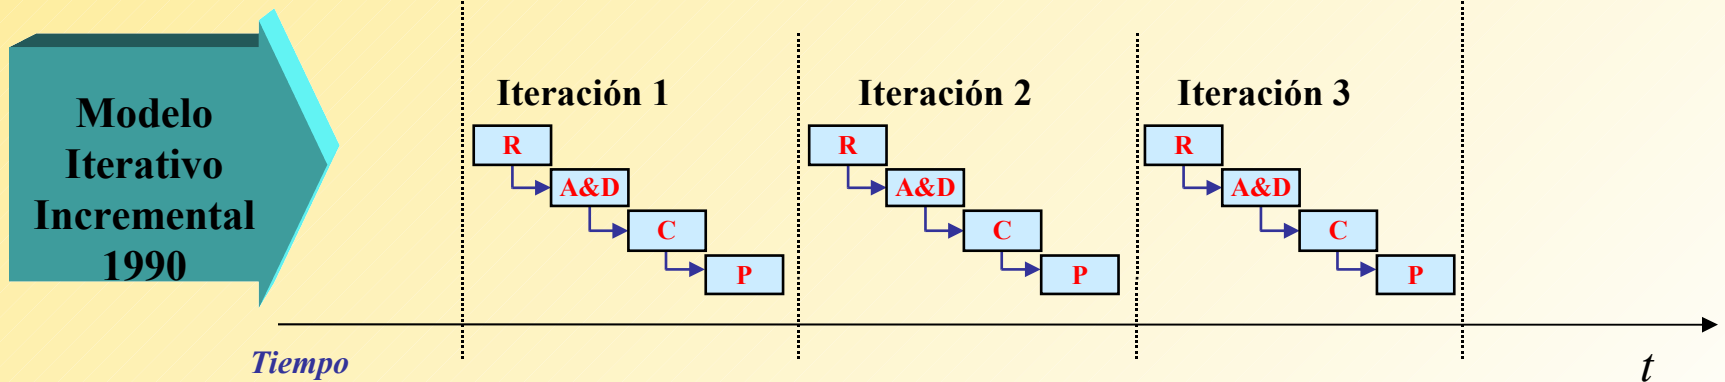 Modelo
Iterativo
Incremental
1990
Iteración 1
R
A&D
C
P
Iteración 2
R
A&D
C
P
Iteración 3
R
A&D
C
P
Tiempo
t